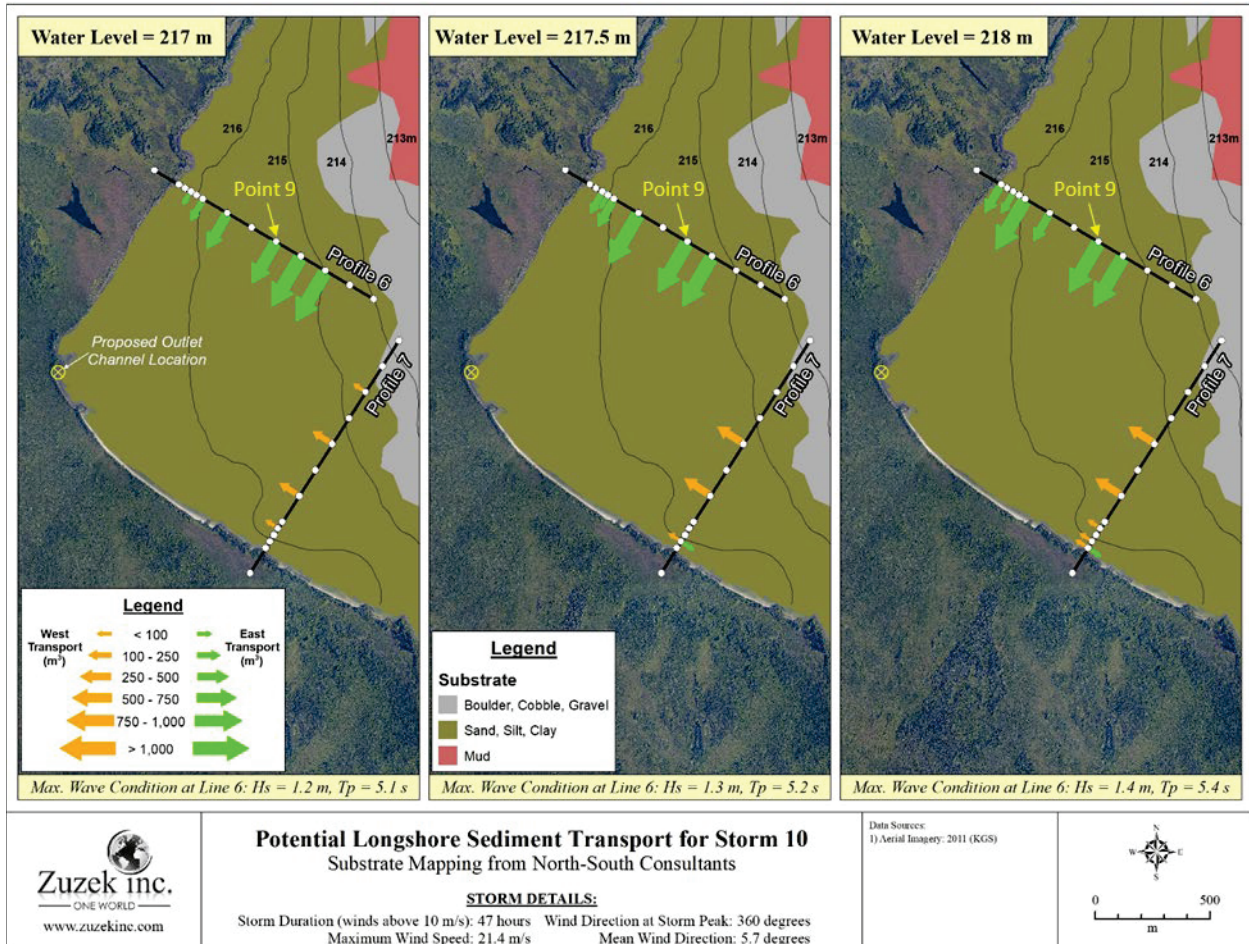 Water Level = 217 m
216
215
214
213m
Point 9
Profile 6
Proposed Outlet
Channel Location
Profile 7
Legend
West
Transport
(m³)
East
Transport
(m³)
< 100
100 - 250
250 - 500
500 - 750
750 - 1,000
> 1,000
Max. Wave Condition at Line 6: Hs = 1.2 m, Tp = 5.1 s
Water Level = 217.5 m
216
215
214
213m
Point 9
Profile 6
Profile 7
Legend
Substrate
Boulder, Cobble, Gravel
Sand, Silt, Clay
Mud
Max. Wave Condition at Line 6: Hs = 1.3 m, Tp = 5.2 s
Water Level = 218 m
216
215
214
213m
Point 9
Profile 6
Profile 7
Max. Wave Condition at Line 6: Hs = 1.4 m, Tp = 5.4 s
Zuzek inc.
ONE WORLD
www.zuzekinc.com
Potential Longshore Sediment Transport for Storm 10
Substrate Mapping from North-South Consultants
STORM DETAILS:
Storm Duration (winds above 10 m/s): 47 hours Wind Direction at Storm Peak: 360 degrees
Maximum Wind Speed: 21.4 m/s Mean Wind Direction: 5.7 degrees
Data Sources:
1) Aerial Imagery: 2011 (KGS)
N
W E
S
0 500
m